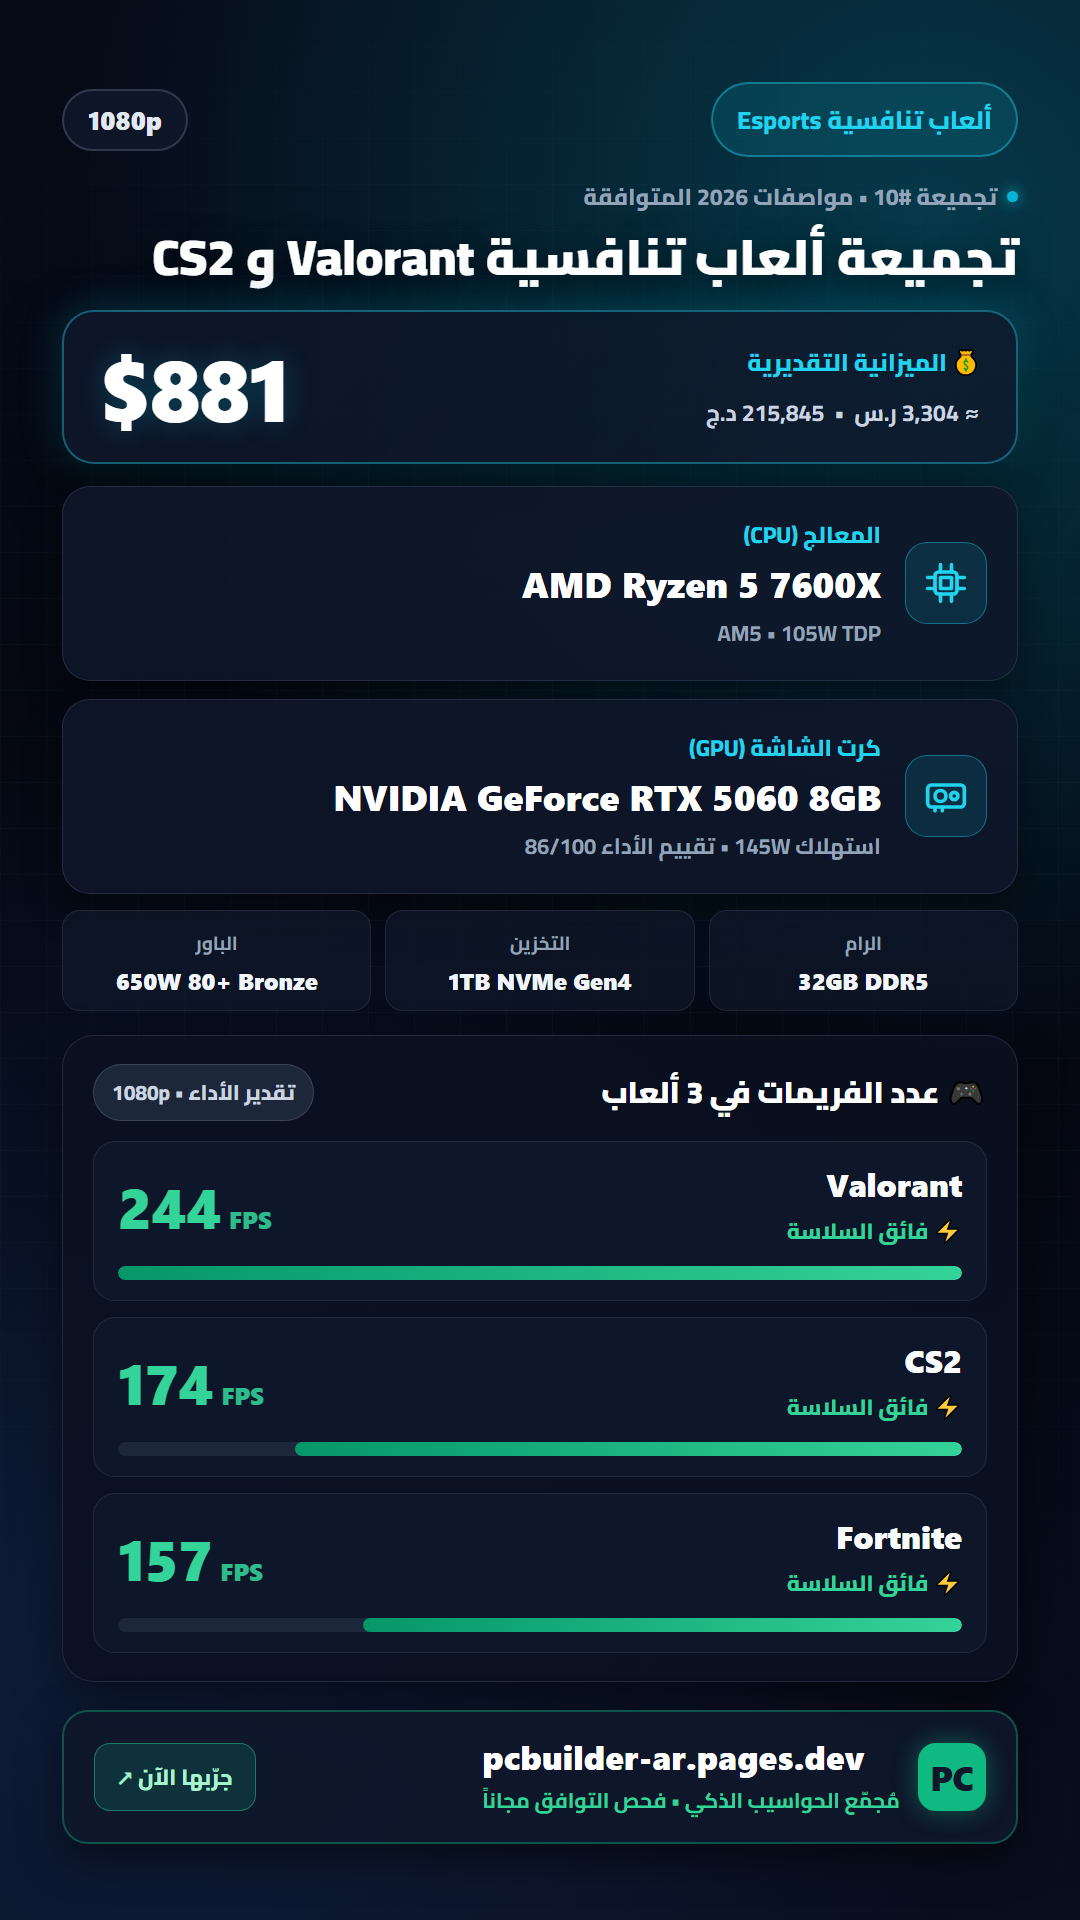 ألعاب تنافسية Esports
1080p
تجميعة #10 • مواصفات 2026 المتوافقة
تجميعة ألعاب تنافسية Valorant و CS2
💰 الميزانية التقديرية
≈ 3,304 ر.س • 215,845 د.ج
$881
المعالج (CPU)
AMD Ryzen 5 7600X
AM5 • 105W TDP
كرت الشاشة (GPU)
NVIDIA GeForce RTX 5060 8GB
استهلاك 145W • تقييم الأداء 86/100
الرام
32GB DDR5
التخزين
1TB NVMe Gen4
الباور
650W 80+ Bronze
🎮 عدد الفريمات في 3 ألعاب
تقدير الأداء • 1080p
Valorant
⚡ فائق السلاسة
244 FPS
CS2
⚡ فائق السلاسة
174 FPS
Fortnite
⚡ فائق السلاسة
157 FPS
PC
pcbuilder-ar.pages.dev
مُجمّع الحواسيب الذكي • فحص التوافق مجاناً
جرّبها الآن ↗